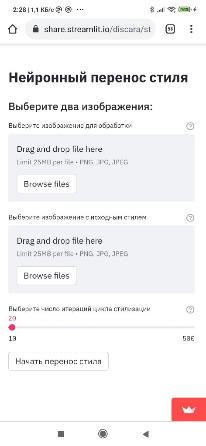 2:28 | 1,1 КБ/с
share.streamlit.io/discara/st
Нейронный перенос стиля
Выберите два изображения:
Выберите изображение для обработки
Drag and drop file here
Limit 25MB per file • PNG, JPG, JPEG
Browse files
Выберите изображение с исходным стилем
Drag and drop file here
Limit 25MB per file • PNG, JPG, JPEG
Browse files
Выберите число итераций цикла стилизации
20
10
500
Начать перенос стиля